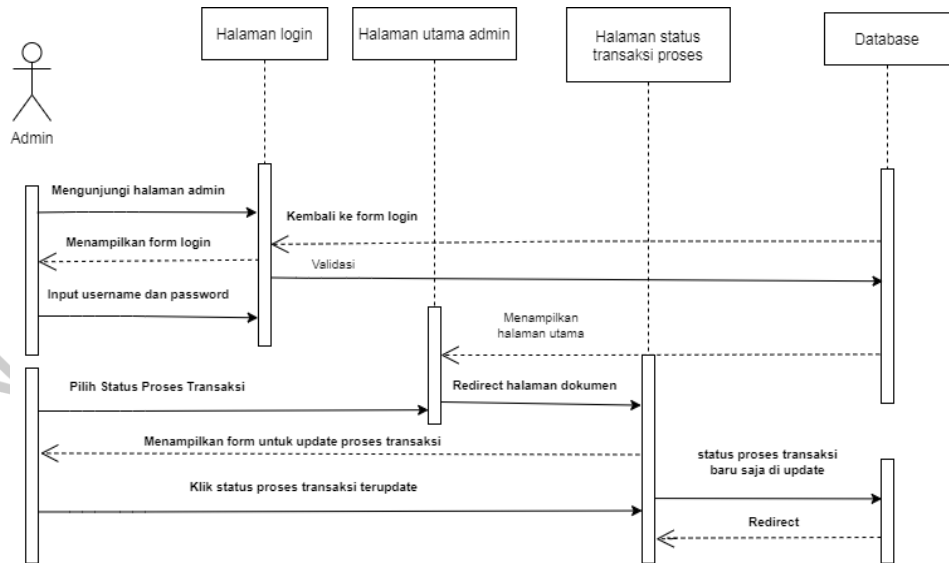 Halaman login
Halaman utama admin
Halaman status
transaksi proses
Database
Admin
Mengunjungi halaman admin
Kembali ke form login
Menampilkan form login
Validasi
Input username dan password
Menampilkan
halaman utama
Pilih Status Proses Transaksi
Redirect halaman dokumen
Menampilkan form untuk update proses transaksi
status proses transaksi
baru saja di update
Klik status proses transaksi terupdate
Redirect